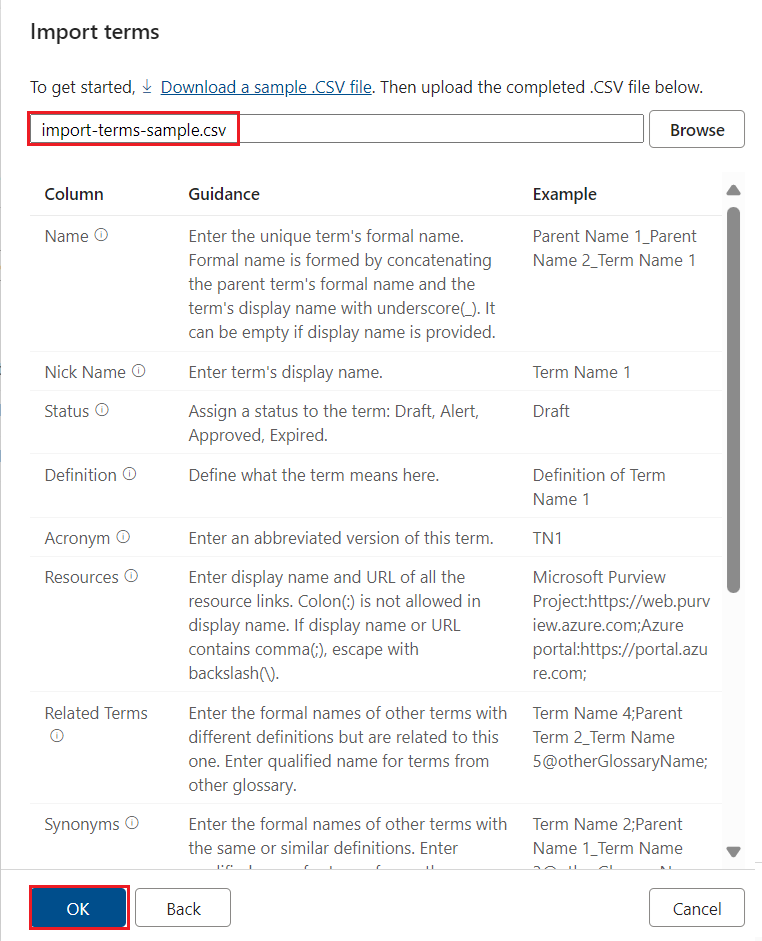 Import terms
To get started, Download a sample .CSV file. Then upload the completed .CSV file below.
import-terms-sample.csv Browse
Column Guidance Example
Name Enter the unique term's formal name. Parent Name 1_Parent
Formal name is formed by concatenating Name 2_Term Name 1
the parent term's formal name and the
term's display name with underscore(_). It
can be empty if display name is provided.
Nick Name Enter term's display name. Term Name 1
Status Assign a status to the term: Draft, Alert, Draft
Approved, Expired.
Definition Define what the term means here. Definition of Term
Name 1
Acronym Enter an abbreviated version of this term. TN1
Resources Enter display name and URL of all the Microsoft Purview
resource links. Colon(:) is not allowed in Project:https://web.purv
display name. If display name or URL iew.azure.com;Azure
contains comma(;), escape with portal:https://portal.azu
backslash(\). re.com;
Related Terms Enter the formal names of other terms with Term Name 4;Parent
different definitions but are related to this Term 2_Term Name
one. Enter qualified name for terms from 5@otherGlossaryName;
other glossary.
Synonyms Enter the formal names of other terms with Term Name 2;Parent
the same or similar definitions. Enter Name 1_Term Name
OK Back Cancel